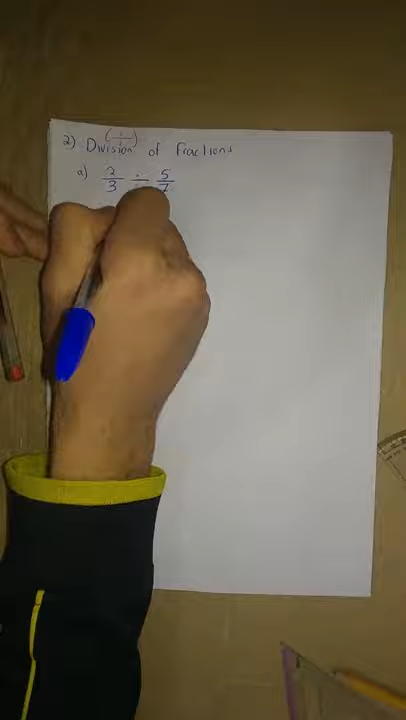 2) Division (÷) of Fractions
a) 2/3 ÷ 5/7